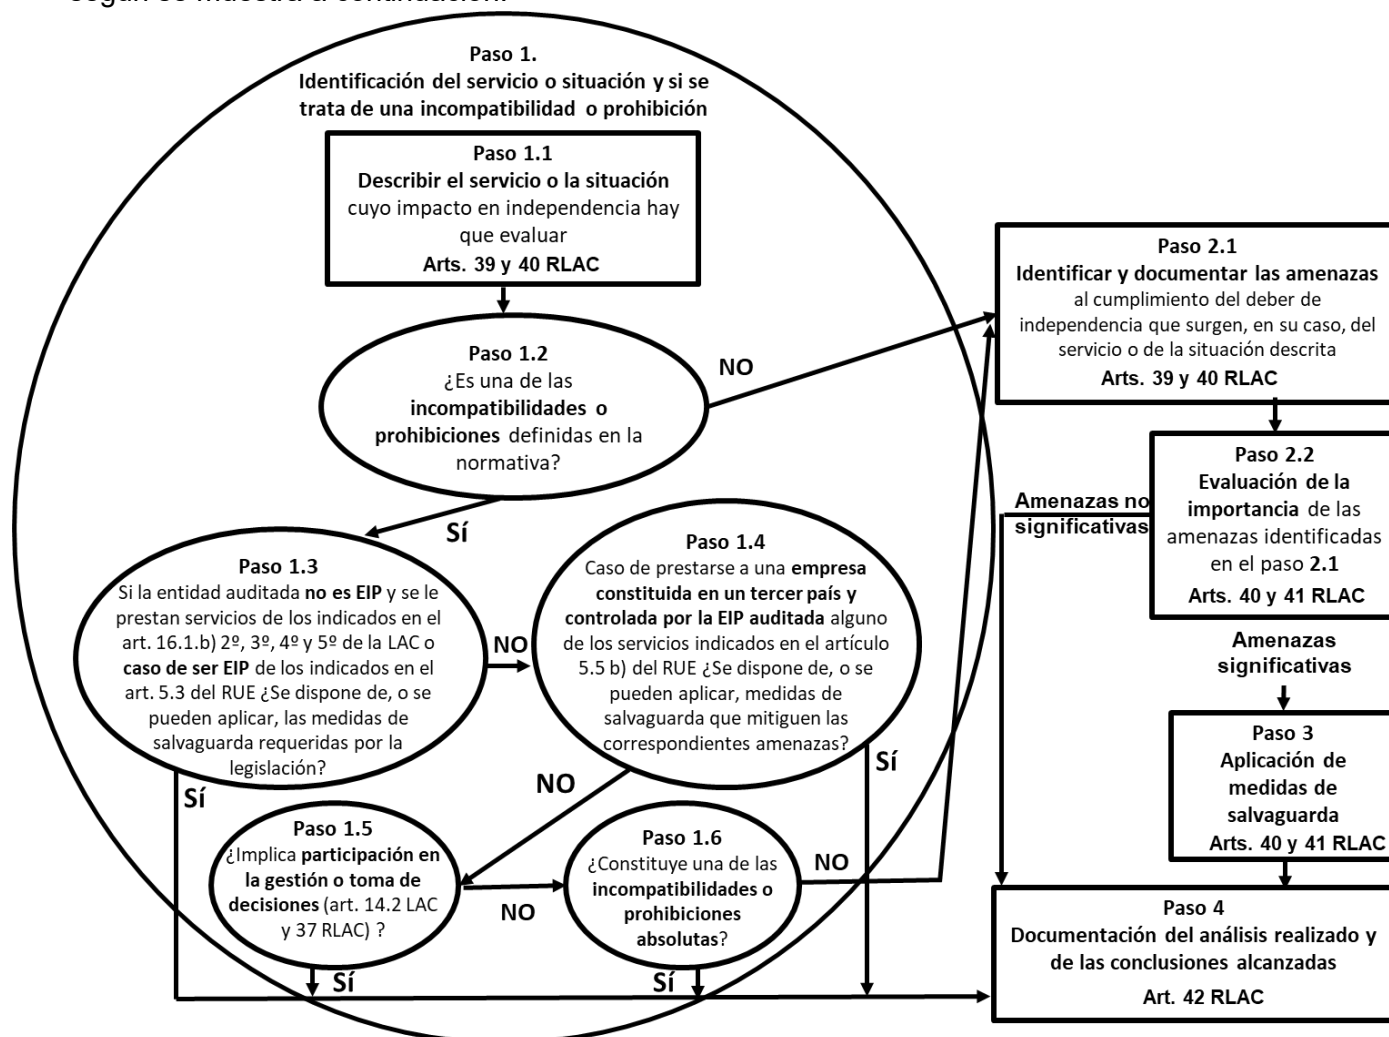 según se muestra a continuación:
Paso 1.
Identificación del servicio o situación y si se
trata de una incompatibilidad o prohibición
Paso 1.1
Describir el servicio o la situación
cuyo impacto en independencia hay
que evaluar
Arts. 39 y 40 RLAC
Paso 1.2
¿Es una de las
incompatibilidades o
prohibiciones definidas en la
normativa?
NO
Sí
Paso 1.3
Si la entidad auditada no es EIP y se le
prestan servicios de los indicados en el
art. 16.1.b) 2º, 3º, 4º y 5º de la LAC o
caso de ser EIP de los indicados en el
art. 5.3 del RUE ¿Se dispone de, o se
pueden aplicar, las medidas de
salvaguarda requeridas por la
legislación?
NO
Sí
Paso 1.4
Caso de prestarse a una empresa
constituida en un tercer país y
controlada por la EIP auditada alguno
de los servicios indicados en el artículo
5.5 b) del RUE ¿Se dispone de, o se
pueden aplicar, medidas de
salvaguarda que mitiguen las
correspondientes amenazas?
NO
Sí
Paso 1.5
¿Implica participación en
la gestión o toma de
decisiones (art. 14.2 LAC
y 37 RLAC) ?
NO
Sí
Paso 1.6
¿Constituye una de las
incompatibilidades o
prohibiciones
absolutas?
NO
Sí
Paso 2.1
Identificar y documentar las amenazas
al cumplimiento del deber de
independencia que surgen, en su caso, del
servicio o de la situación descrita
Arts. 39 y 40 RLAC
Paso 2.2
Evaluación de la
importancia de las
amenazas identificadas
en el paso 2.1
Arts. 40 y 41 RLAC
Amenazas no
significativas
Amenazas
significativas
Paso 3
Aplicación de
medidas de
salvaguarda
Arts. 40 y 41 RLAC
Paso 4
Documentación del análisis realizado y
de las conclusiones alcanzadas
Art. 42 RLAC